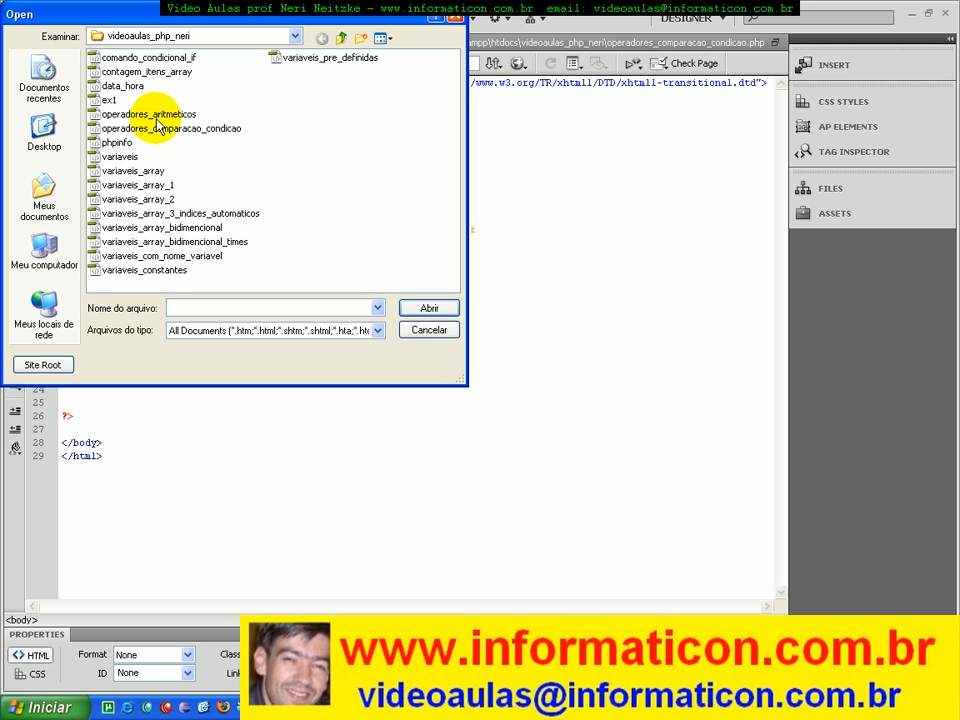 Video Aulas prof Neri Neitzke - www.informaticon.com.br email: videoaulas@informaticon.com.br
Open
DESIGNER
Examinar: videoaulas_php_neri
ampp\htdocs\videoaulas_php_neri\operadores_comparacao_condicao.php
Check Page
/www.w3.org/TR/xhtml1/DTD/xhtml1-transitional.dtd">
Documentos recentes
Desktop
Meus documentos
Meu computador
Meus locais de rede
comando_condicional_if
contagem_itens_array
data_hora
ex1
operadores_aritmeticos
operadores_comparacao_condicao
phpinfo
variaveis
variaveis_array
variaveis_array_1
variaveis_array_2
variaveis_array_3_indices_automaticos
variaveis_array_bidimencional
variaveis_array_bidimencional_times
variaveis_com_nome_variavel
variaveis_constantes
variaveis_pre_definidas
r
Nome do arquivo:
Abrir
Arquivos do tipo: All Documents (*.htm;*.html;*.shtm;*.shtml;*.hta;*.htc
Cancelar
Site Root
INSERT
CSS STYLES
AP ELEMENTS
TAG INSPECTOR
FILES
ASSETS
24
25
26 ?>
27
28 </body>
29 </html>
<body>
PROPERTIES
HTML
CSS
Format None
Class
ID None
Link
Iniciar
www.informaticon.com.br
videoaulas@informaticon.com.br